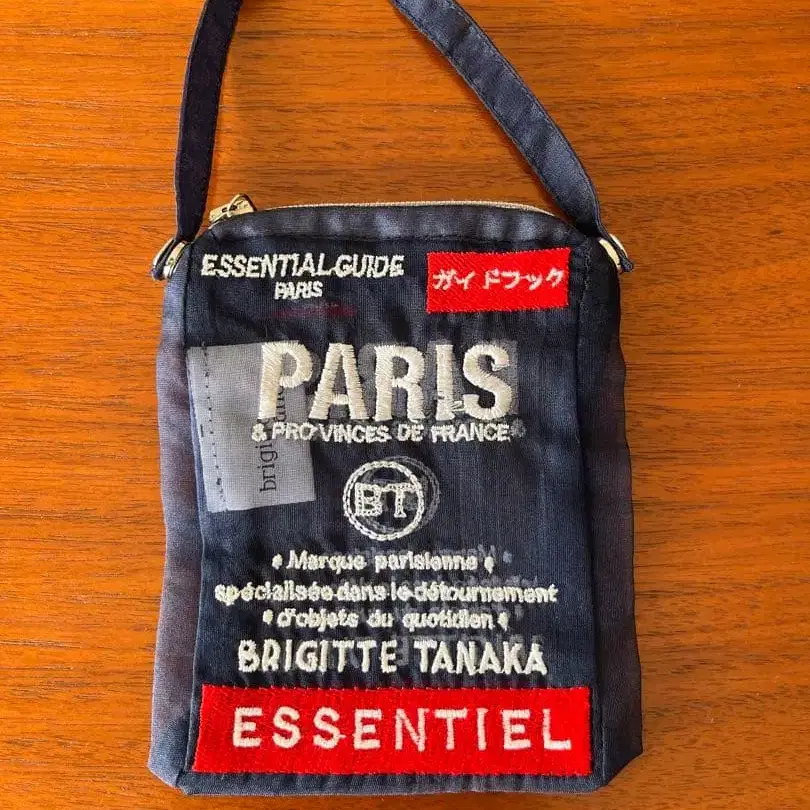 ESSENTIAL GUIDE
PARIS
ガイドフック
PARIS
& PROVINCES DE FRANCE
BT
• Marque parisienne •
spécialisée dans le détournement
• d'objets du quotidien •
BRIGITTE TANAKA
ESSENTIEL